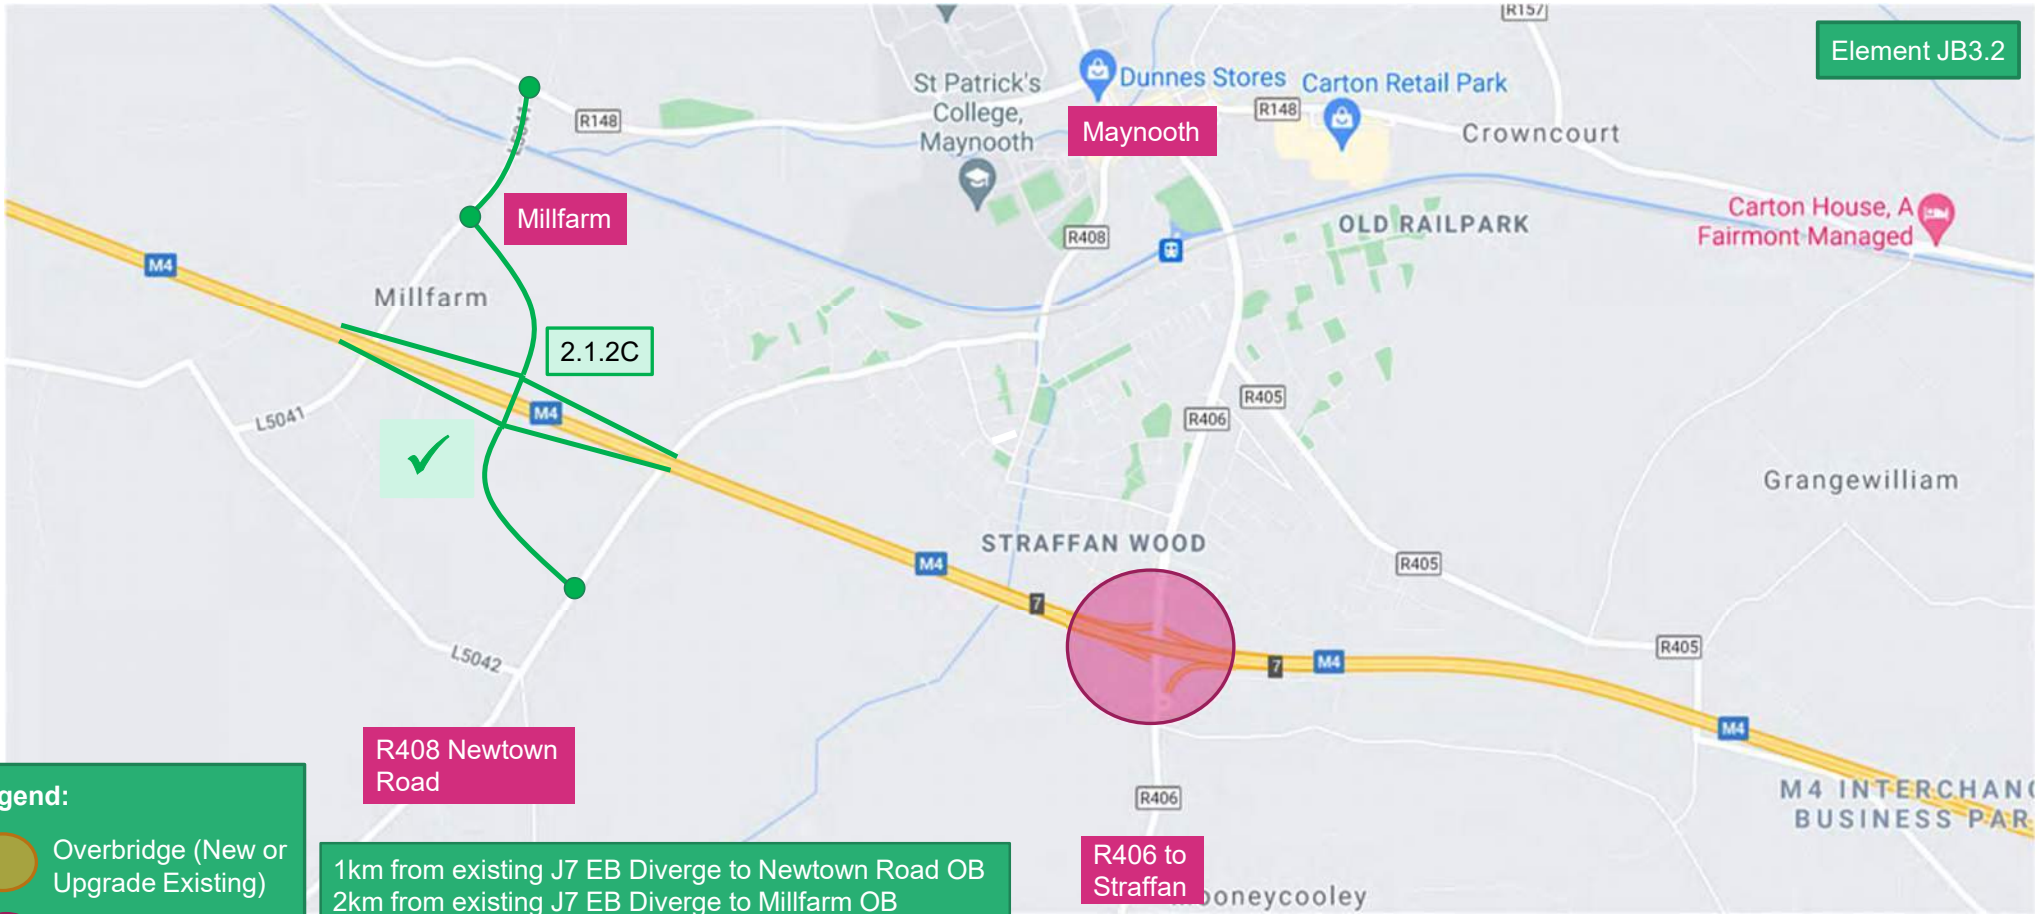 R157
Element JB3.2
St Patrick's
College,
Maynooth
Dunnes Stores
Carton Retail Park
R148
R148
L5041
Maynooth
Crowncourt
Millfarm
Carton House, A
Fairmont Managed
OLD RAILPARK
R408
M4
Millfarm
2.1.2C
M4
L5041
R405
R406
Grangewilliam
STRAFFAN WOOD
M4
R405
7
L5042
R405
7
M4
M4
R408 Newtown
Road
R406
M4 INTERCHANG
BUSINESS PAR
gend:
Overbridge (New or
Upgrade Existing)
1km from existing J7 EB Diverge to Newtown Road OB
2km from existing J7 EB Diverge to Millfarm OB
R406 to
Straffan
ooneycooley